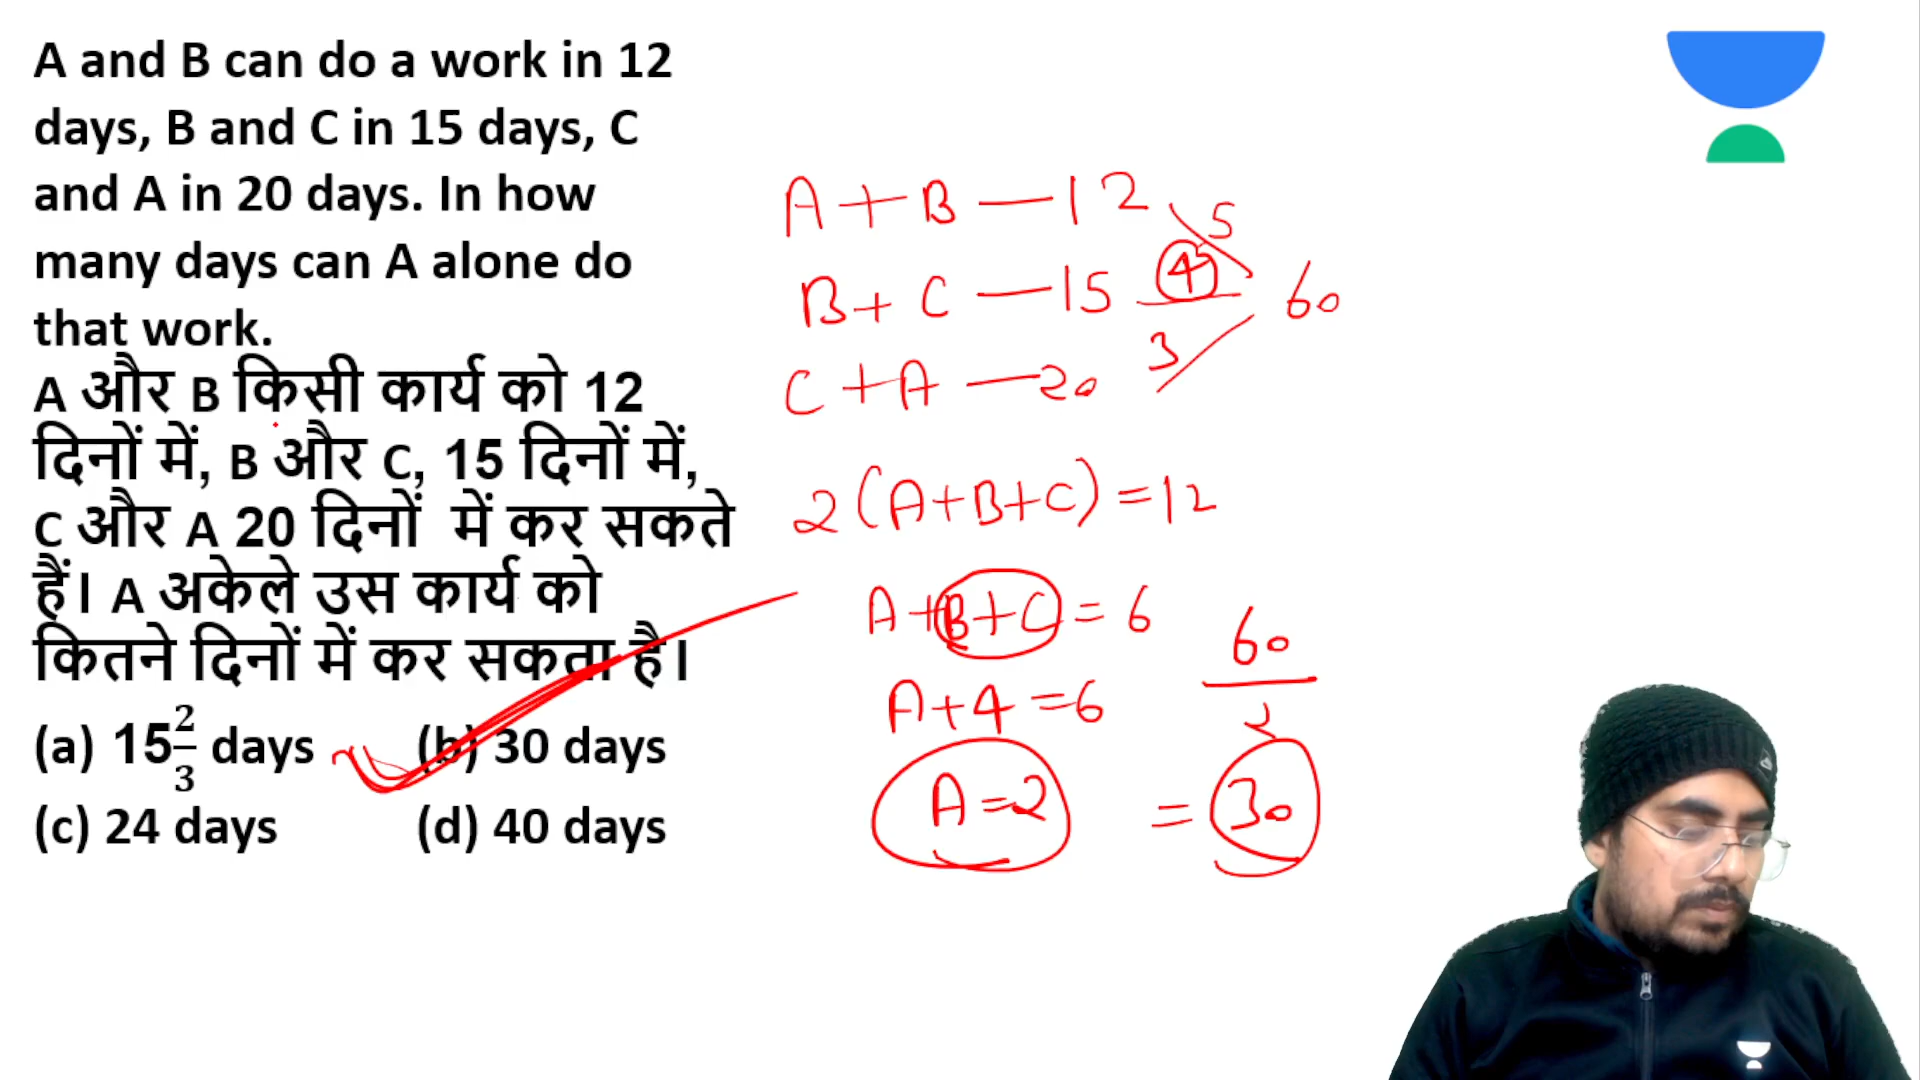 A and B can do a work in 12
days, B and C in 15 days, C
and A in 20 days. In how
many days can A alone do
that work.
A और B किसी कार्य को 12
दिनों में, B और C, 15 दिनों में,
C और A 20 दिनों में कर सकते
हैं। A अकेले उस कार्य को
कितने दिनों में कर सकता है।
(a) 15 2/3 days (b) 30 days
(c) 24 days (d) 40 days
A + B — 12 5
B + C — 15 4 60
C + A — 20 3
2 (A+B+C) = 12
A + B + C = 6
A + 4 = 6
A = 2
60
2
= 30